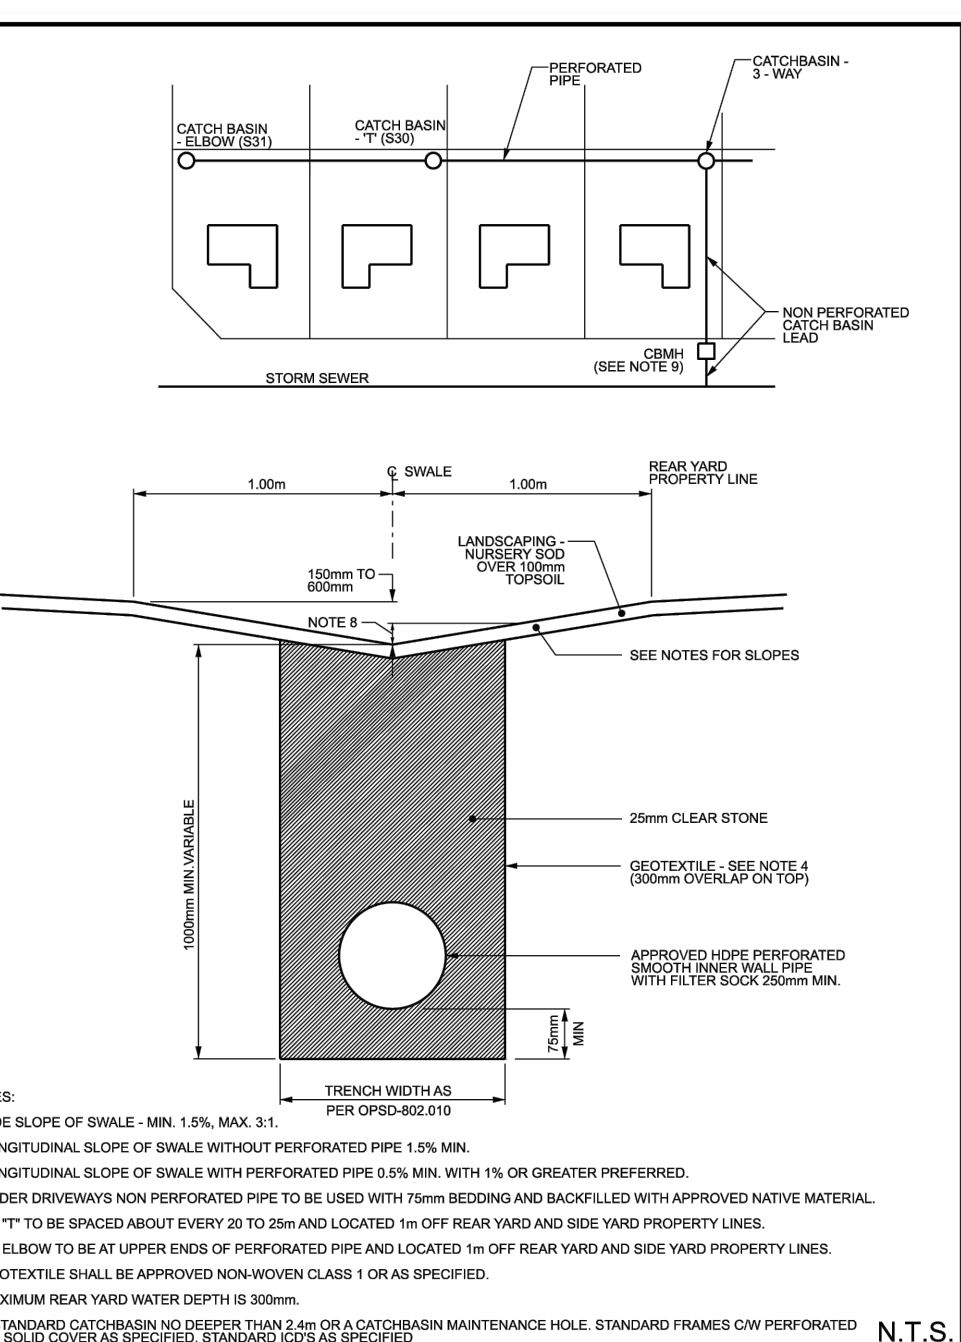 PERFORATED
PIPE
CATCHBASIN -
3 - WAY
CATCH BASIN
- ELBOW (S31)
CATCH BASIN
- 'T' (S30)
NON PERFORATED
CATCH BASIN
LEAD
CBMH
(SEE NOTE 9)
STORM SEWER
℄ SWALE
REAR YARD
PROPERTY LINE
1.00m
1.00m
LANDSCAPING -
NURSERY SOD
OVER 100mm
TOPSOIL
150mm TO
600mm
NOTE 8
SEE NOTES FOR SLOPES
1000mm MIN.VARIABLE
25mm CLEAR STONE
GEOTEXTILE - SEE NOTE 4
(300mm OVERLAP ON TOP)
APPROVED HDPE PERFORATED
SMOOTH INNER WALL PIPE
WITH FILTER SOCK 250mm MIN.
75mm
MIN
TRENCH WIDTH AS
PER OPSD-802.010
ES:
DE SLOPE OF SWALE - MIN. 1.5%, MAX. 3:1.
NGITUDINAL SLOPE OF SWALE WITHOUT PERFORATED PIPE 1.5% MIN.
NGITUDINAL SLOPE OF SWALE WITH PERFORATED PIPE 0.5% MIN. WITH 1% OR GREATER PREFERRED.
DER DRIVEWAYS NON PERFORATED PIPE TO BE USED WITH 75mm BEDDING AND BACKFILLED WITH APPROVED NATIVE MATERIAL.
"T" TO BE SPACED ABOUT EVERY 20 TO 25m AND LOCATED 1m OFF REAR YARD AND SIDE YARD PROPERTY LINES.
ELBOW TO BE AT UPPER ENDS OF PERFORATED PIPE AND LOCATED 1m OFF REAR YARD AND SIDE YARD PROPERTY LINES.
OTEXTILE SHALL BE APPROVED NON-WOVEN CLASS 1 OR AS SPECIFIED.
XIMUM REAR YARD WATER DEPTH IS 300mm.
STANDARD CATCHBASIN NO DEEPER THAN 2.4m OR A CATCHBASIN MAINTENANCE HOLE. STANDARD FRAMES C/W PERFORATED
SOLID COVER AS SPECIFIED. STANDARD ICD'S AS SPECIFIED
N.T.S.